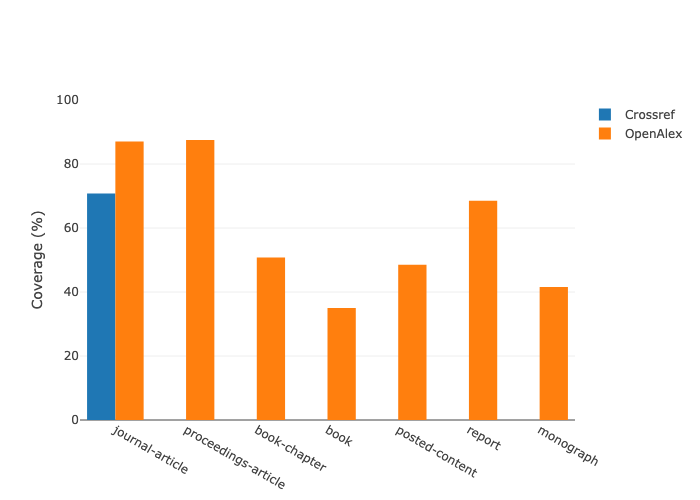 100
80
60
40
20
0
Coverage (%)
journal-article
proceedings-article
book-chapter
book
posted-content
report
monograph
Crossref
OpenAlex